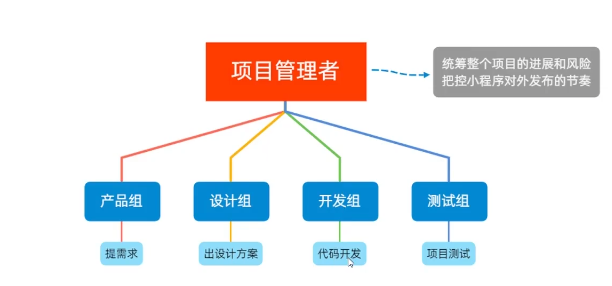 项目管理者
统筹整个项目的进展和风险
把控小程序对外发布的节奏
产品组
设计组
开发组
测试组
提需求
出设计方案
代码开发
项目测试